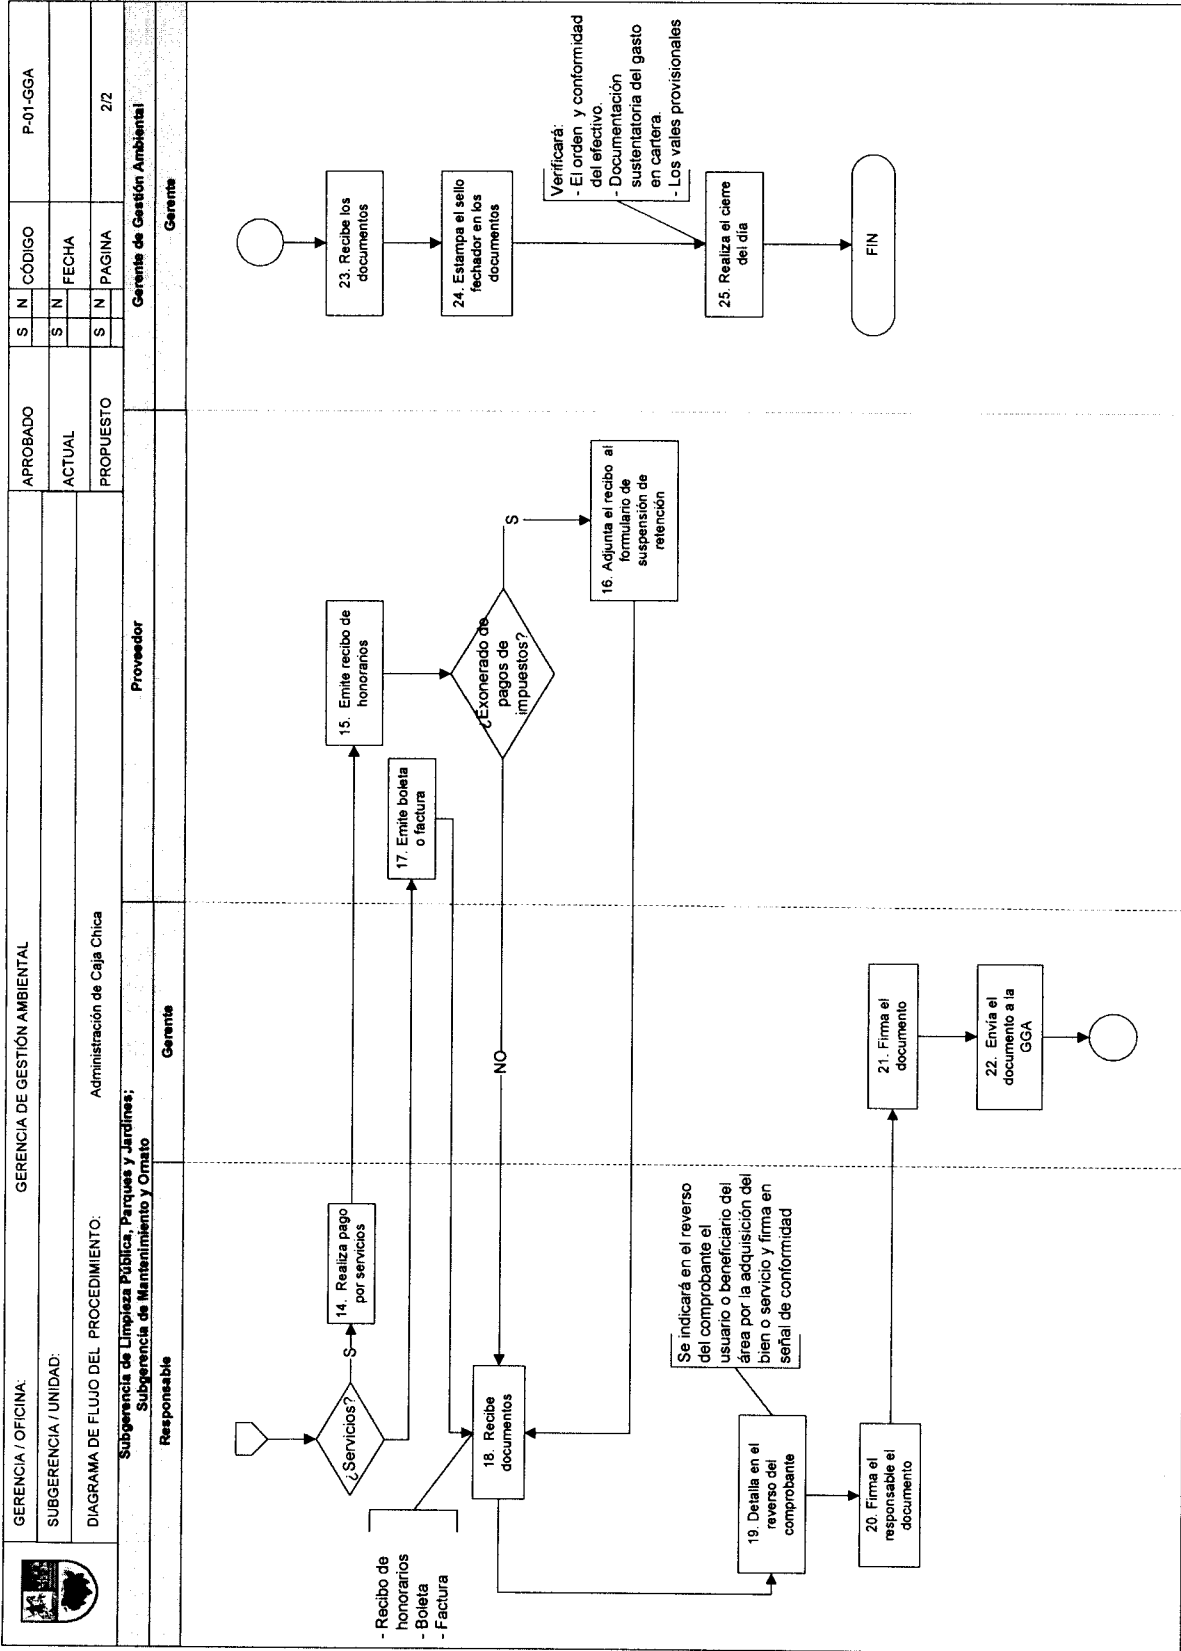 GERENCIA / OFICINA: GERENCIA DE GESTIÓN AMBIENTAL
APROBADO S N CÓDIGO P-01-GGA
SUBGERENCIA / UNIDAD:
ACTUAL S N FECHA
DIAGRAMA DE FLUJO DEL PROCEDIMIENTO: Administración de Caja Chica
PROPUESTO S N PAGINA 2/2
Subgerencia de Limpieza Pública, Parques y Jardines;
Subgerencia de Mantenimiento y Ornato
Proveedor
Gerente de Gestión Ambiental
Responsable
Gerente
Gerente
¿Servicios?
S
14. Realiza pago
por servicios
15. Emite recibo de
honorarios
17. Emite boleta
o factura
¿Exonerado de
pagos de
impuestos?
S
NO
16. Adjunta el recibo al
formulario de
suspensión de
retención
- Recibo de
honorarios
- Boleta
- Factura
18. Recibe
documentos
Se indicará en el reverso
del comprobante el
usuario o beneficiario del
área por la adquisición del
bien o servicio y firma en
señal de conformidad
19. Detalla en el
reverso del
comprobante
20. Firma el
responsable el
documento
21. Firma el
documento
22. Envía el
documento a la
GGA
23. Recibe los
documentos
24. Estampa el sello
fechador en los
documentos
Verificará:
- El orden y conformidad
del efectivo.
- Documentación
sustentatoria del gasto
en cartera.
- Los vales provisionales
25. Realiza el cierre
del día
FIN